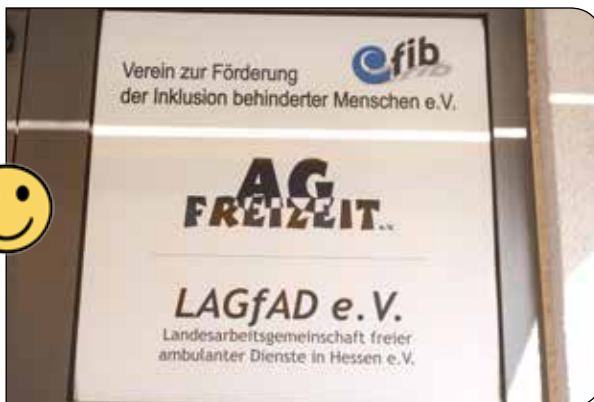 fib
Verein zur Förderung
der Inklusion behinderter Menschen e.V.
AG
FREIZEIT e.V.
LAGfAD e.V.
Landesarbeitsgemeinschaft freier
ambulanter Dienste in Hessen e.V.